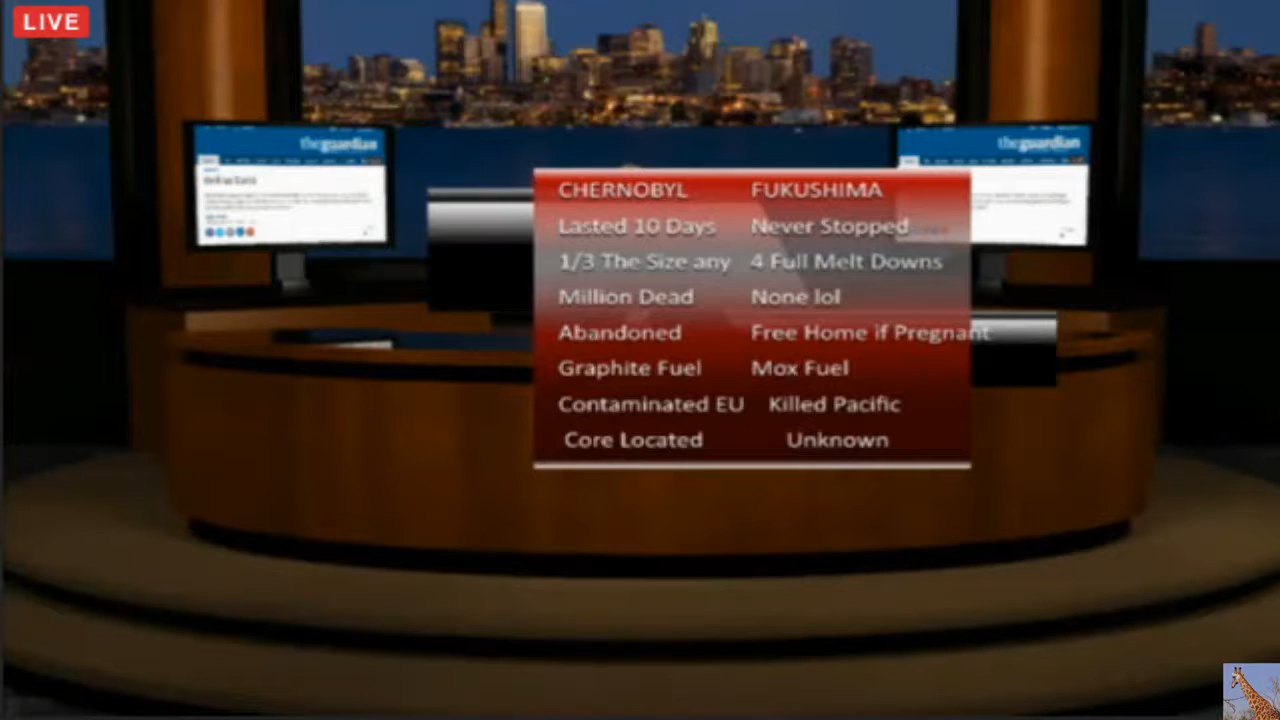 LIVE
theguardian
theguardian
CHERNOBYL FUKUSHIMA
Lasted 10 Days Never Stopped
1/3 The Size any 4 Full Melt Downs
Million Dead None lol
Abandoned Free Home if Pregnant
Graphite Fuel Mox Fuel
Contaminated EU Killed Pacific
Core Located Unknown